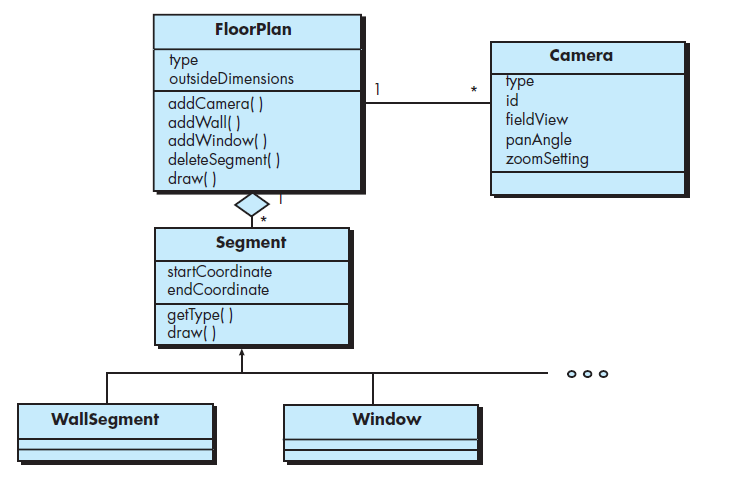 FloorPlan
type
outsideDimensions
addCamera( )
addWall( )
addWindow( )
deleteSegment( )
draw( )
1
*
Camera
type
id
fieldView
panAngle
zoomSetting
1
*
Segment
startCoordinate
endCoordinate
getType( )
draw( )
WallSegment
Window